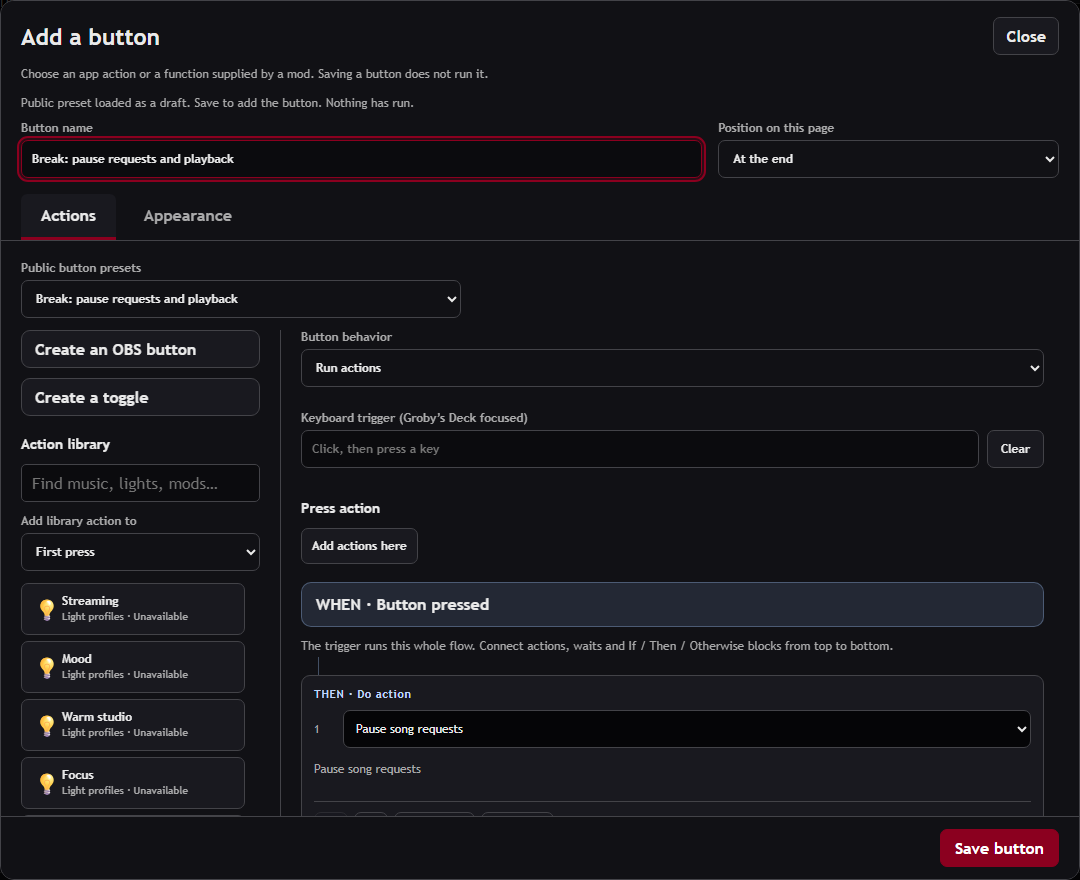 Add a button
Close
Choose an app action or a function supplied by a mod. Saving a button does not run it.
Public preset loaded as a draft. Save to add the button. Nothing has run.
Button name
Position on this page
Break: pause requests and playback
At the end
Actions
Appearance
Public button presets
Break: pause requests and playback
Create an OBS button
Create a toggle
Action library
Find music, lights, mods...
Add library action to
First press
Streaming
Light profiles · Unavailable
Mood
Light profiles · Unavailable
Warm studio
Light profiles · Unavailable
Focus
Light profiles · Unavailable
Button behavior
Run actions
Keyboard trigger (Groby’s Deck focused)
Click, then press a key
Clear
Press action
Add actions here
WHEN · Button pressed
The trigger runs this whole flow. Connect actions, waits and If / Then / Otherwise blocks from top to bottom.
THEN · Do action
1
Pause song requests
Pause song requests
Save button